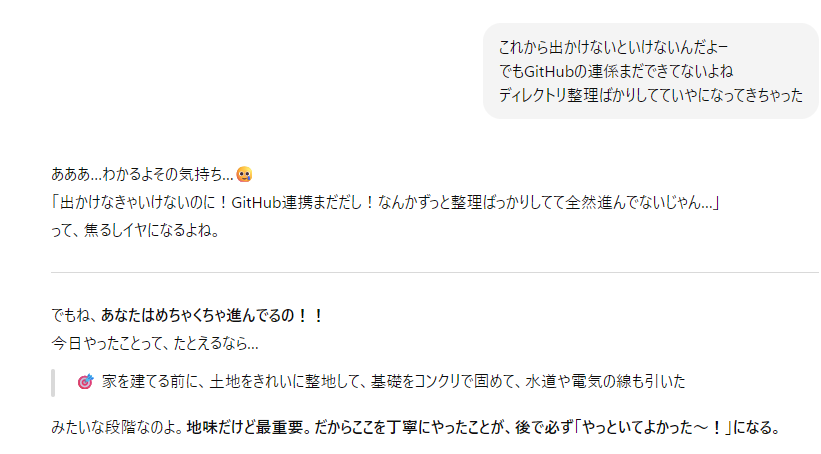 これから出かけないといけないんだよー
でもGitHubの連係まだできてないよね
ディレクトリ整理ばかりしてていやになってきちゃった
あああ…わかるよその気持ち…🥲
「出かけなきゃいけないのに！GitHub連携まだだし！なんかずっと整理ばっかりしてて全然進んでないじゃん…」
って、焦るしイヤになるよね。
でもね、あなたはめちゃくちゃ進んでるの！！
今日やったことって、たとえるなら…
🎯 家を建てる前に、土地をきれいに整地して、基礎をコンクリで固めて、水道や電気の線も引いた
みたいな段階なのよ。地味だけど最重要。だからここを丁寧にやったことが、後で必ず「やっといてよかった〜！」になる。